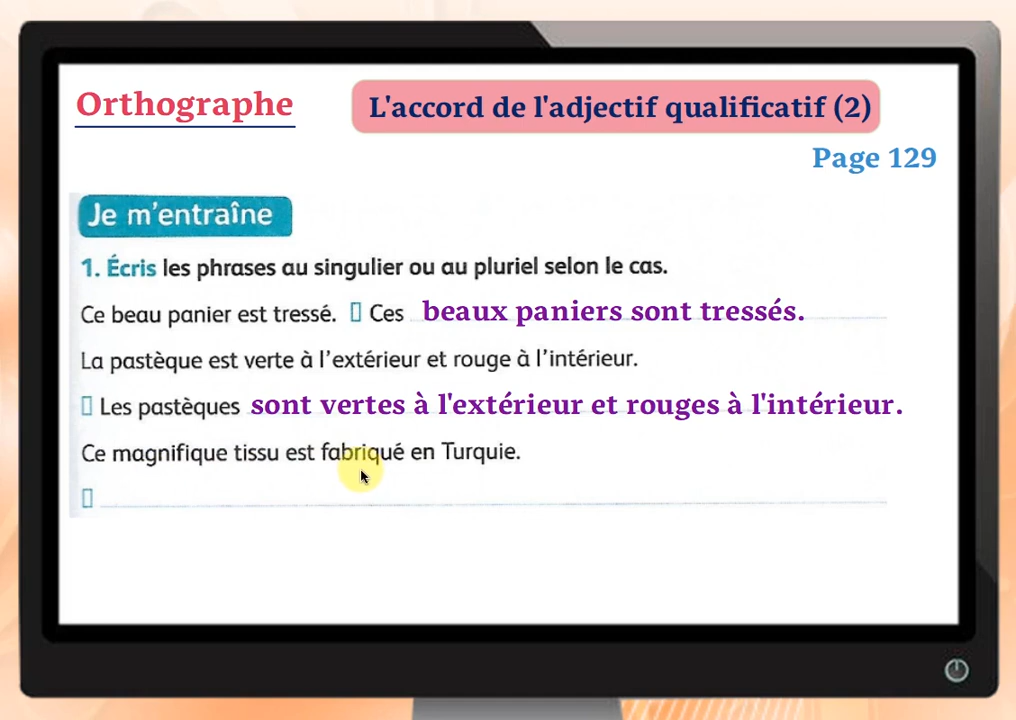 Orthographe
L'accord de l'adjectif qualificatif (2)
Page 129
Je m'entraîne
1. Écris les phrases au singulier ou au pluriel selon le cas.
Ce beau panier est tressé. ▯ Ces beaux paniers sont tressés.
La pastèque est verte à l'extérieur et rouge à l'intérieur.
▯ Les pastèques sont vertes à l'extérieur et rouges à l'intérieur.
Ce magnifique tissu est fabriqué en Turquie.
▯